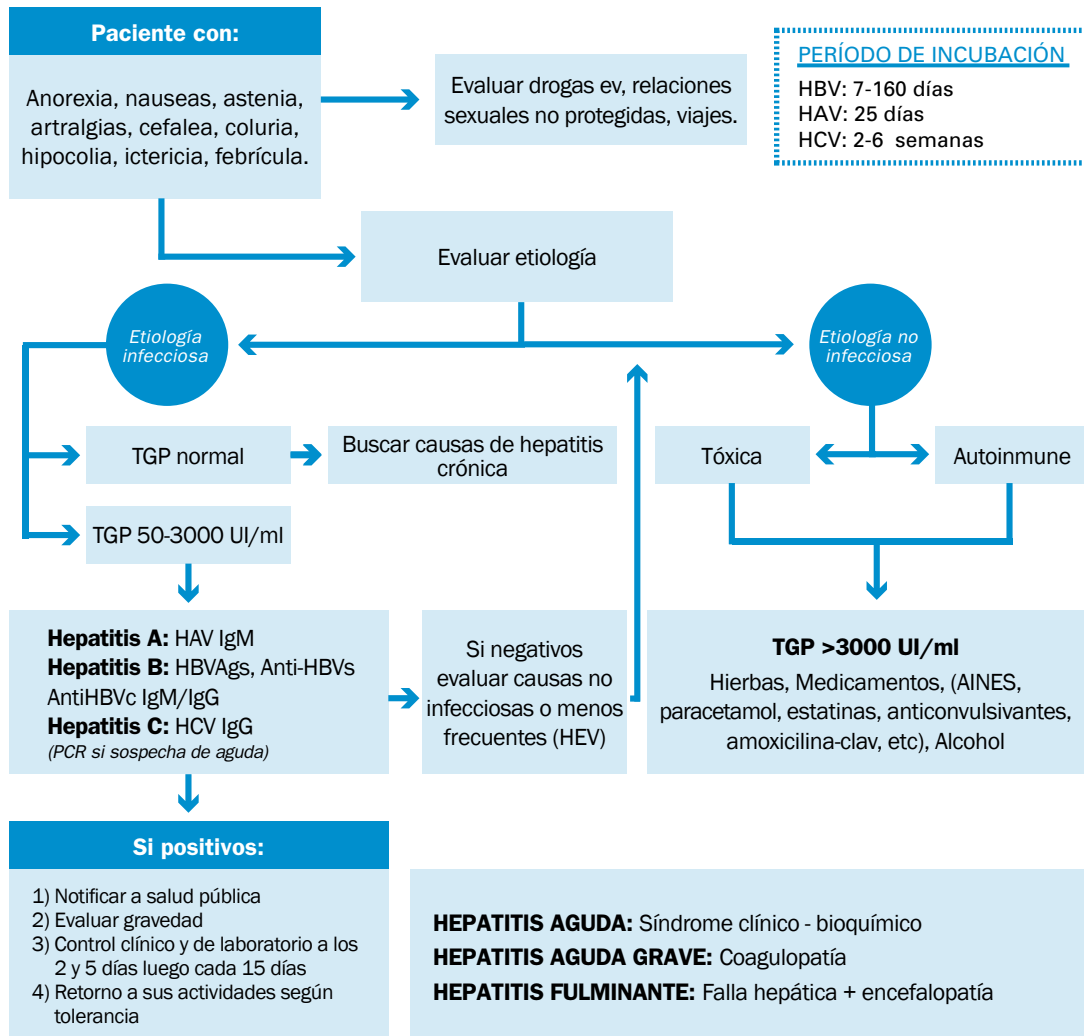 Paciente con:
Anorexia, nauseas, astenia,
artralgias, cefalea, coluria,
hipocolia, ictericia, febrícula.
Evaluar drogas ev, relaciones
sexuales no protegidas, viajes.
PERÍODO DE INCUBACIÓN
HBV: 7-160 días
HAV: 25 días
HCV: 2-6 semanas
Evaluar etiología
Etiología
infecciosa
Etiología no
infecciosa
TGP normal
Buscar causas de hepatitis
crónica
Tóxica
Autoinmune
TGP 50-3000 UI/ml
Hepatitis A: HAV IgM
Hepatitis B: HBVAgs, Anti-HBVs
AntiHBVc IgM/IgG
Hepatitis C: HCV IgG
(PCR si sospecha de aguda)
Si negativos
evaluar causas no
infecciosas o menos
frecuentes (HEV)
TGP >3000 UI/ml
Hierbas, Medicamentos, (AINES,
paracetamol, estatinas, anticonvulsivantes,
amoxicilina-clav, etc), Alcohol
Si positivos:
1) Notificar a salud pública
2) Evaluar gravedad
3) Control clínico y de laboratorio a los
2 y 5 días luego cada 15 días
4) Retorno a sus actividades según
tolerancia
HEPATITIS AGUDA: Síndrome clínico - bioquímico
HEPATITIS AGUDA GRAVE: Coagulopatía
HEPATITIS FULMINANTE: Falla hepática + encefalopatía